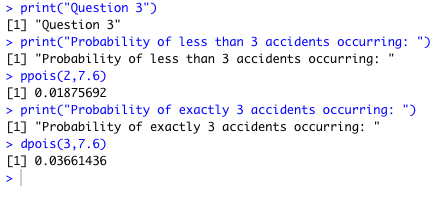 > print("Question 3")
[1] "Question 3"
> print("Probability of less than 3 accidents occurring: ")
[1] "Probability of less than 3 accidents occurring: "
> ppois(2,7.6)
[1] 0.01875692
> print("Probability of exactly 3 accidents occurring: ")
[1] "Probability of exactly 3 accidents occurring: "
> dpois(3,7.6)
[1] 0.03661436
>